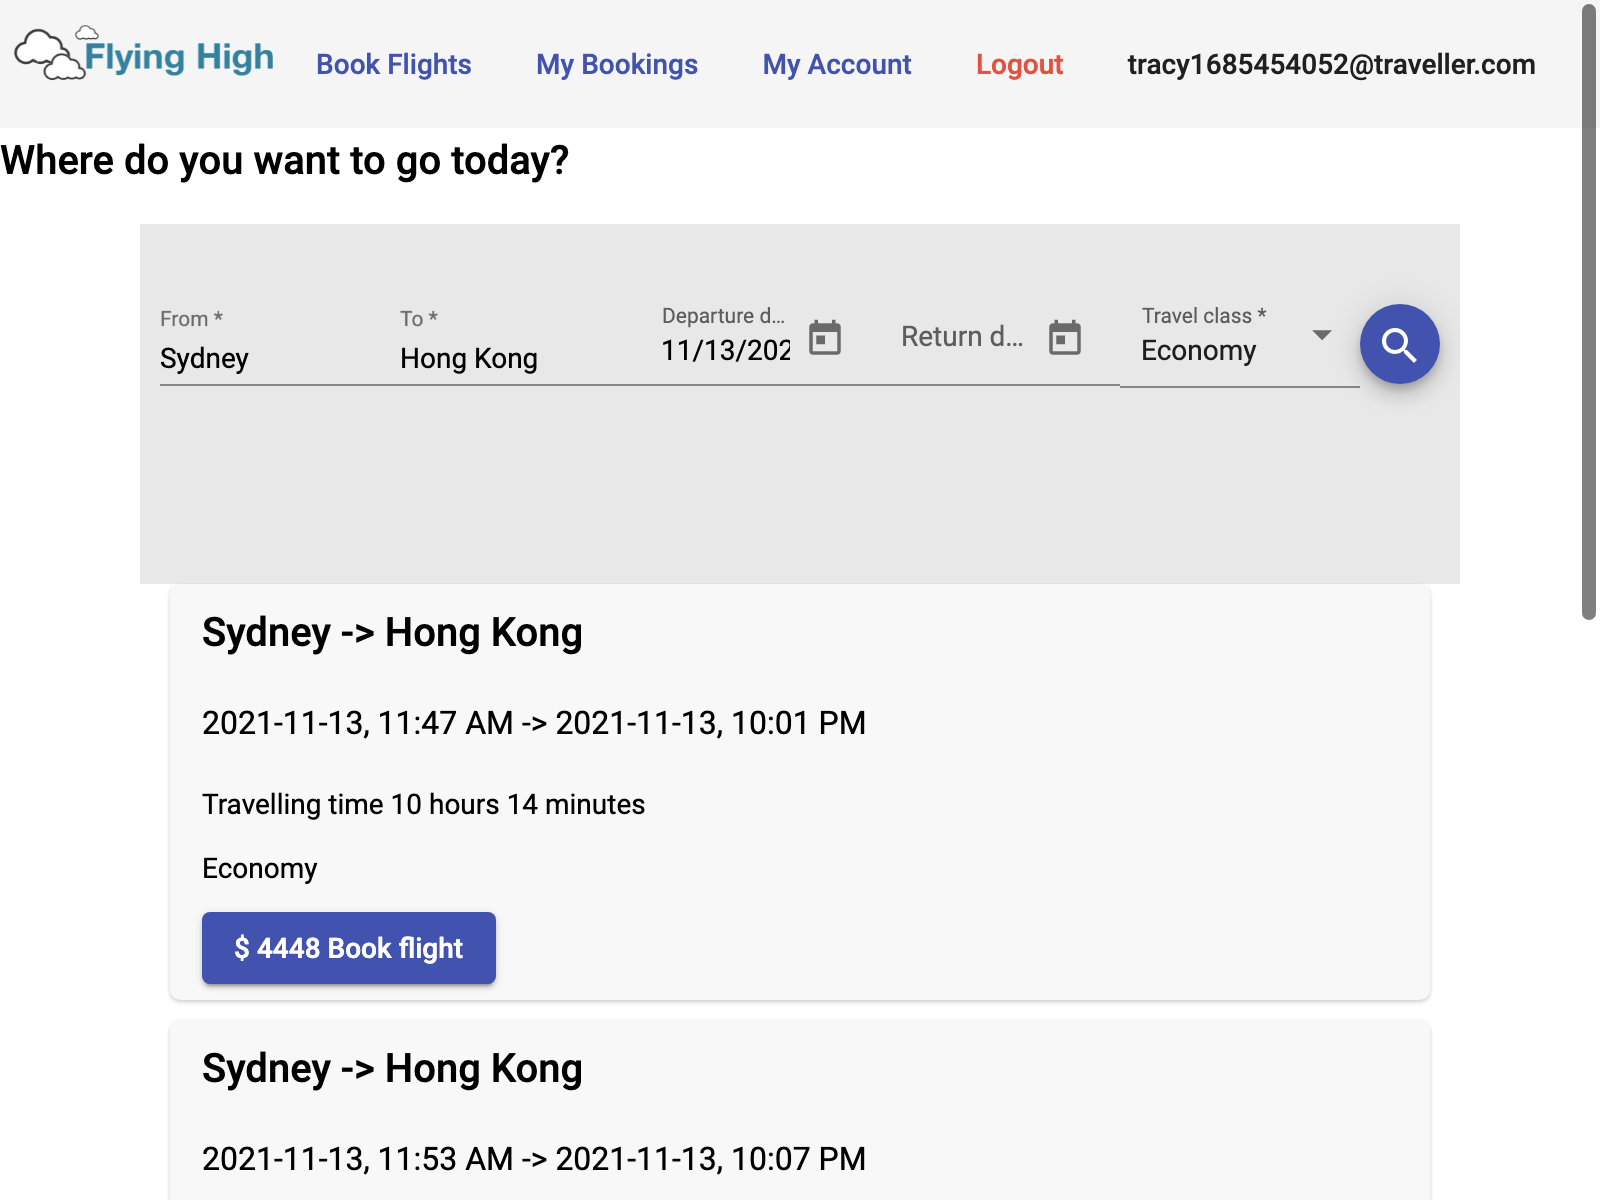 Flying High
Book Flights
My Bookings
My Account
Logout
tracy1685454052@traveller.com
Where do you want to go today?
From *
Sydney
To *
Hong Kong
Departure d...
11/13/202
Return d...
Travel class *
Economy
Sydney -> Hong Kong
2021-11-13, 11:47 AM -> 2021-11-13, 10:01 PM
Travelling time 10 hours 14 minutes
Economy
$ 4448 Book flight
Sydney -> Hong Kong
2021-11-13, 11:53 AM -> 2021-11-13, 10:07 PM